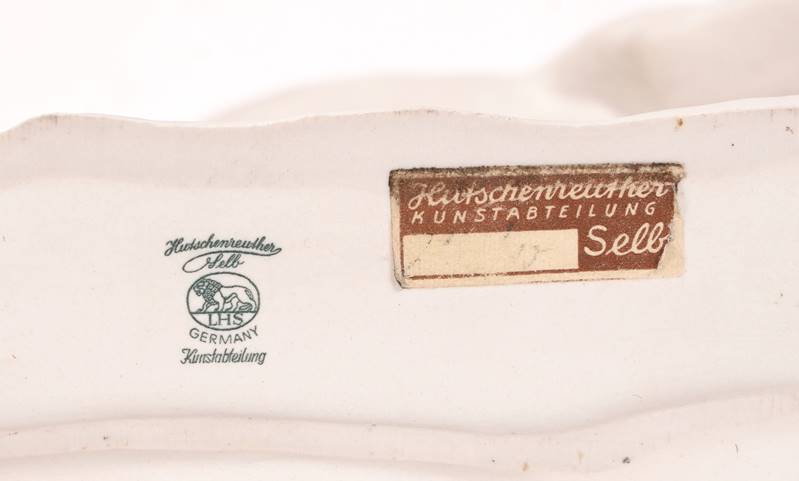 Hutschenreuther
Selb
LHS
GERMANY
Kunstabteilung
Hutschenreuther
KUNSTABTEILUNG
Selb